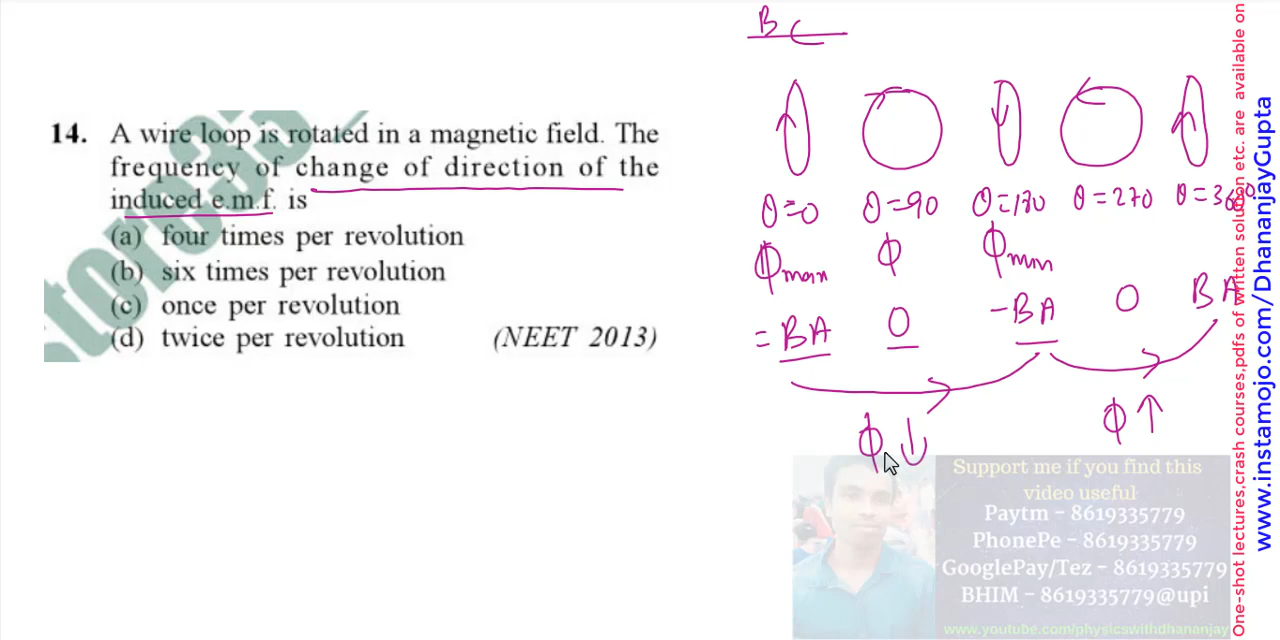 14. A wire loop is rotated in a magnetic field. The
frequency of change of direction of the
induced e.m.f. is
(a) four times per revolution
(b) six times per revolution
(c) once per revolution
(d) twice per revolution (NEET 2013)
B
θ=0 θ=90 θ=180 θ=270 θ=360
ϕmax ϕ ϕmin
= BA 0 -BA 0 BA
ϕ↓ ϕ↑
Support me if you find this
video useful
Paytm - 8619335779
PhonePe - 8619335779
GooglePay/Tez - 8619335779
BHIM - 8619335779@upi
www.youtube.com/physicswithdhananjay
One-shot lectures,crash courses,pdfs of written solution etc. are available on
www.instamojo.com/DhananjayGupta